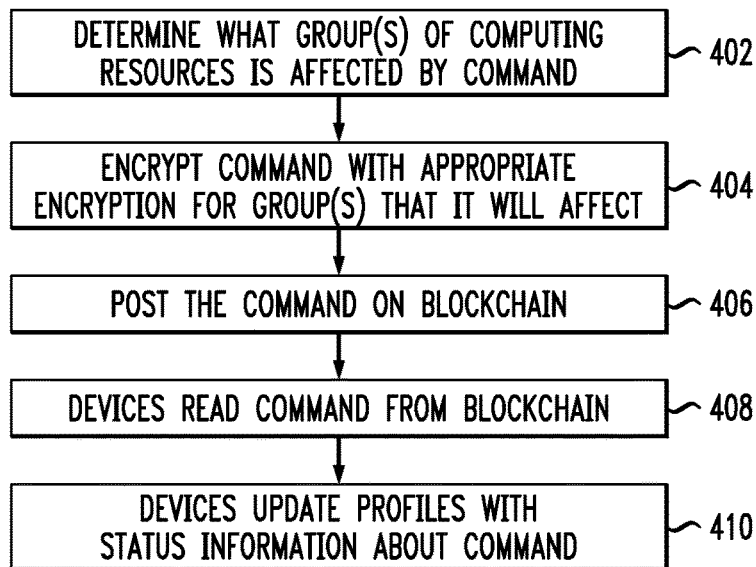 DETERMINE WHAT GROUP(S) OF COMPUTING
RESOURCES IS AFFECTED BY COMMAND
402
ENCRYPT COMMAND WITH APPROPRIATE
ENCRYPTION FOR GROUP(S) THAT IT WILL AFFECT
404
POST THE COMMAND ON BLOCKCHAIN
406
DEVICES READ COMMAND FROM BLOCKCHAIN
408
DEVICES UPDATE PROFILES WITH
STATUS INFORMATION ABOUT COMMAND
410